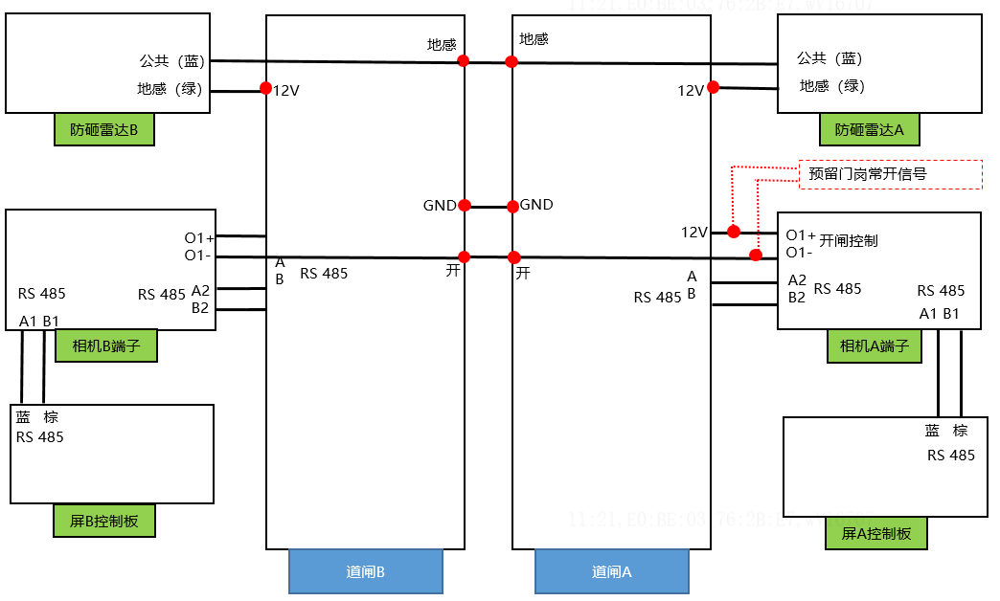 公共（蓝）
地感（绿）
防砸雷达B
12V
地感
地感
12V
公共（蓝）
地感（绿）
防砸雷达A
预留门岗常开信号
GND
GND
O1+
O1-
RS 485
A2
B2
RS 485
A1 B1
相机B端子
A
B
RS 485
开
开
12V
A
B
RS 485
O1+
O1-
开闸控制
A2
B2
RS 485
RS 485
A1 B1
相机A端子
蓝 棕
RS 485
屏B控制板
蓝 棕
RS 485
屏A控制板
道闸B
道闸A